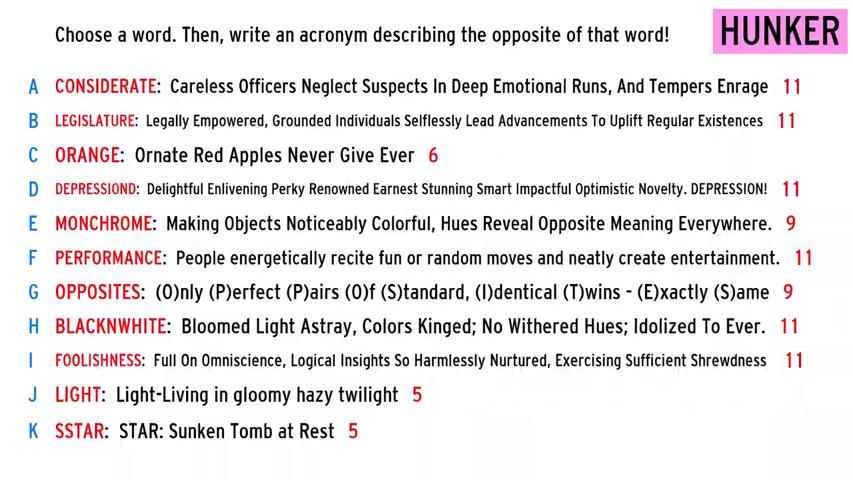 Choose a word. Then, write an acronym describing the opposite of that word!
HUNKER
A CONSIDERATE: Careless Officers Neglect Suspects In Deep Emotional Runs, And Tempers Enrage 11
B LEGISLATURE: Legally Empowered, Grounded Individuals Selflessly Lead Advancements To Uplift Regular Existences 11
C ORANGE: Ornate Red Apples Never Give Ever 6
D DEPRESSIOND: Delightful Enlivening Perky Renowned Earnest Stunning Smart Impactful Optimistic Novelty. DEPRESSION! 11
E MONCHROME: Making Objects Noticeably Colorful, Hues Reveal Opposite Meaning Everywhere. 9
F PERFORMANCE: People energetically recite fun or random moves and neatly create entertainment. 11
G OPPOSITES: (O)nly (P)erfect (P)airs (O)f (S)tandard, (I)dentical (T)wins - (E)xactly (S)ame 9
H BLACKNWHITE: Bloomed Light Astray, Colors Kinged; No Withered Hues; Idolized To Ever. 11
I FOOLISHNESS: Full On Omniscience, Logical Insights So Harmlessly Nurtured, Exercising Sufficient Shrewdness 11
J LIGHT: Light-Living in gloomy hazy twilight 5
K SSTAR: STAR: Sunken Tomb at Rest 5